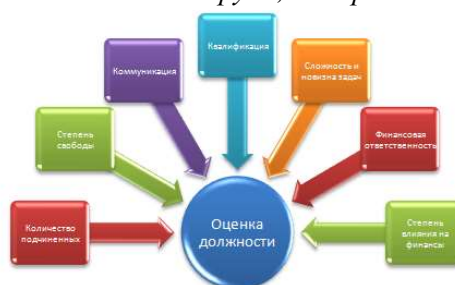 Квалификация
Коммуникация
Сложность и
новизна задач
Степень
свободы
Финансовая
ответственность
Количество
подчиненных
Оценка
должности
Степень
влияния на
финансы